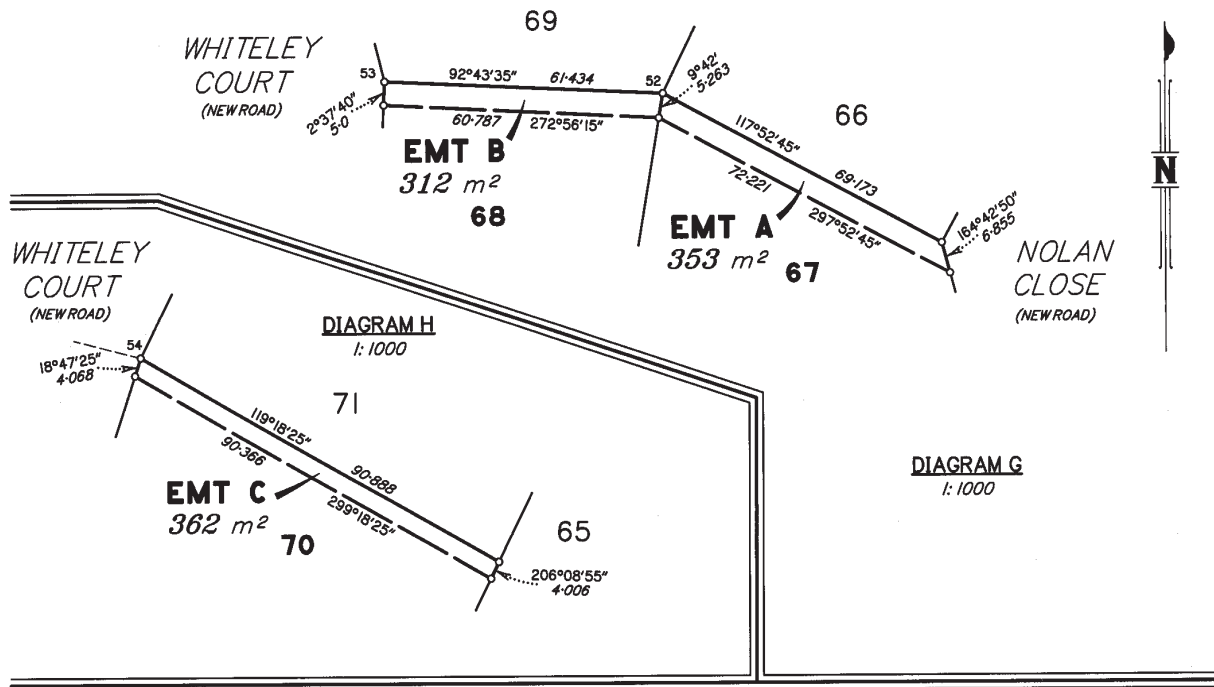 69
WHITELEY
COURT
(NEW ROAD)
53
92°43'35"
61·434
52
9°42'
5·263
2°37'40"
5·0
60·787
272°56'15"
EMT B
312 m²
68
66
117°52'45"
69·173
72·221
297°52'45"
EMT A
353 m²
67
164°42'50"
6·855
NOLAN
CLOSE
(NEW ROAD)
N
WHITELEY
COURT
(NEW ROAD)
DIAGRAM H
1:1000
54
18°47'25"
4·068
71
119°18'25"
90·888
90·366
299°18'25"
EMT C
362 m²
70
65
206°08'55"
4·006
DIAGRAM G
1:1000